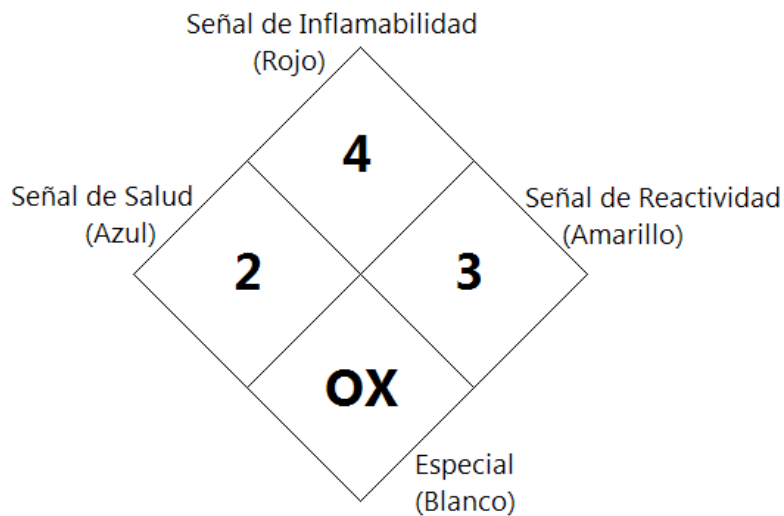 Señal de Inflamabilidad
(Rojo)
4
Señal de Salud
(Azul)
2
Señal de Reactividad
(Amarillo)
3
OX
Especial
(Blanco)